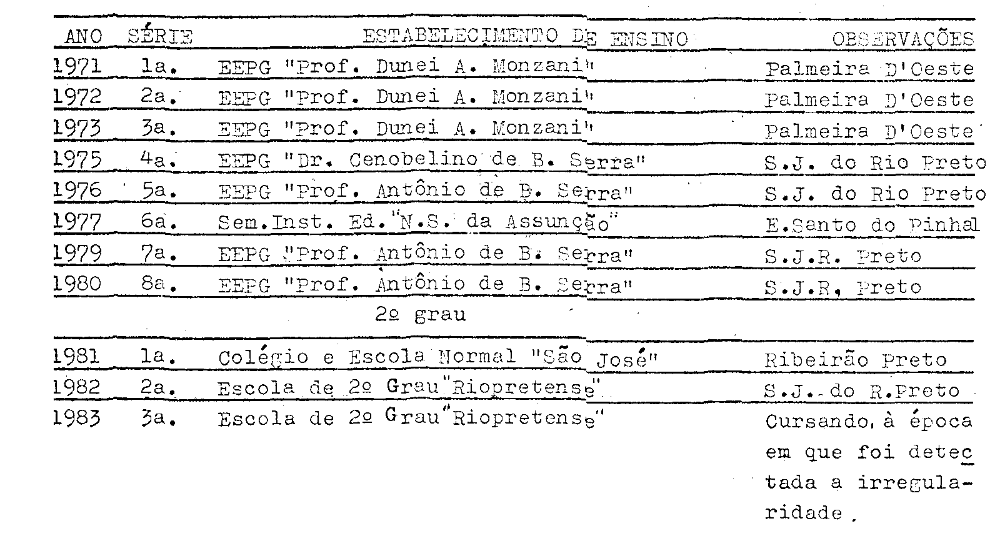 ANO SÉRIE ESTABELECIMENTO DE ENSINO OBSERVAÇÕES
1971 1a. EEPG "Prof. Dunei A. Monzani" Palmeira D'Oeste
1972 2a. EEPG "Prof. Dunei A. Monzani" Palmeira D'Oeste
1973 3a. EEPG "Prof. Dunei A. Monzani" Palmeira D'Oeste
1975 4a. EEPG "Dr. Cenobelino de B. Serra" S.J. do Rio Preto
1976 5a. EEPG "Prof. Antônio de B. Serra" S.J. do Rio Preto
1977 6a. Sem.Inst. Ed."N.S. da Assunção" E.Santo do Pinhal
1979 7a. EEPG "Prof. Antônio de B. Serra" S.J.R. Preto
1980 8a. EEPG "Prof. Antônio de B. Serra" S.J.R. Preto
2º grau
1981 1a. Colégio e Escola Normal "São José" Ribeirão Preto
1982 2a. Escola de 2º Grau"Riopretense" S.J. do R.Preto
1983 3a. Escola de 2º Grau"Riopretense" Cursando, à época
em que foi detec
tada a irregula-
ridade.